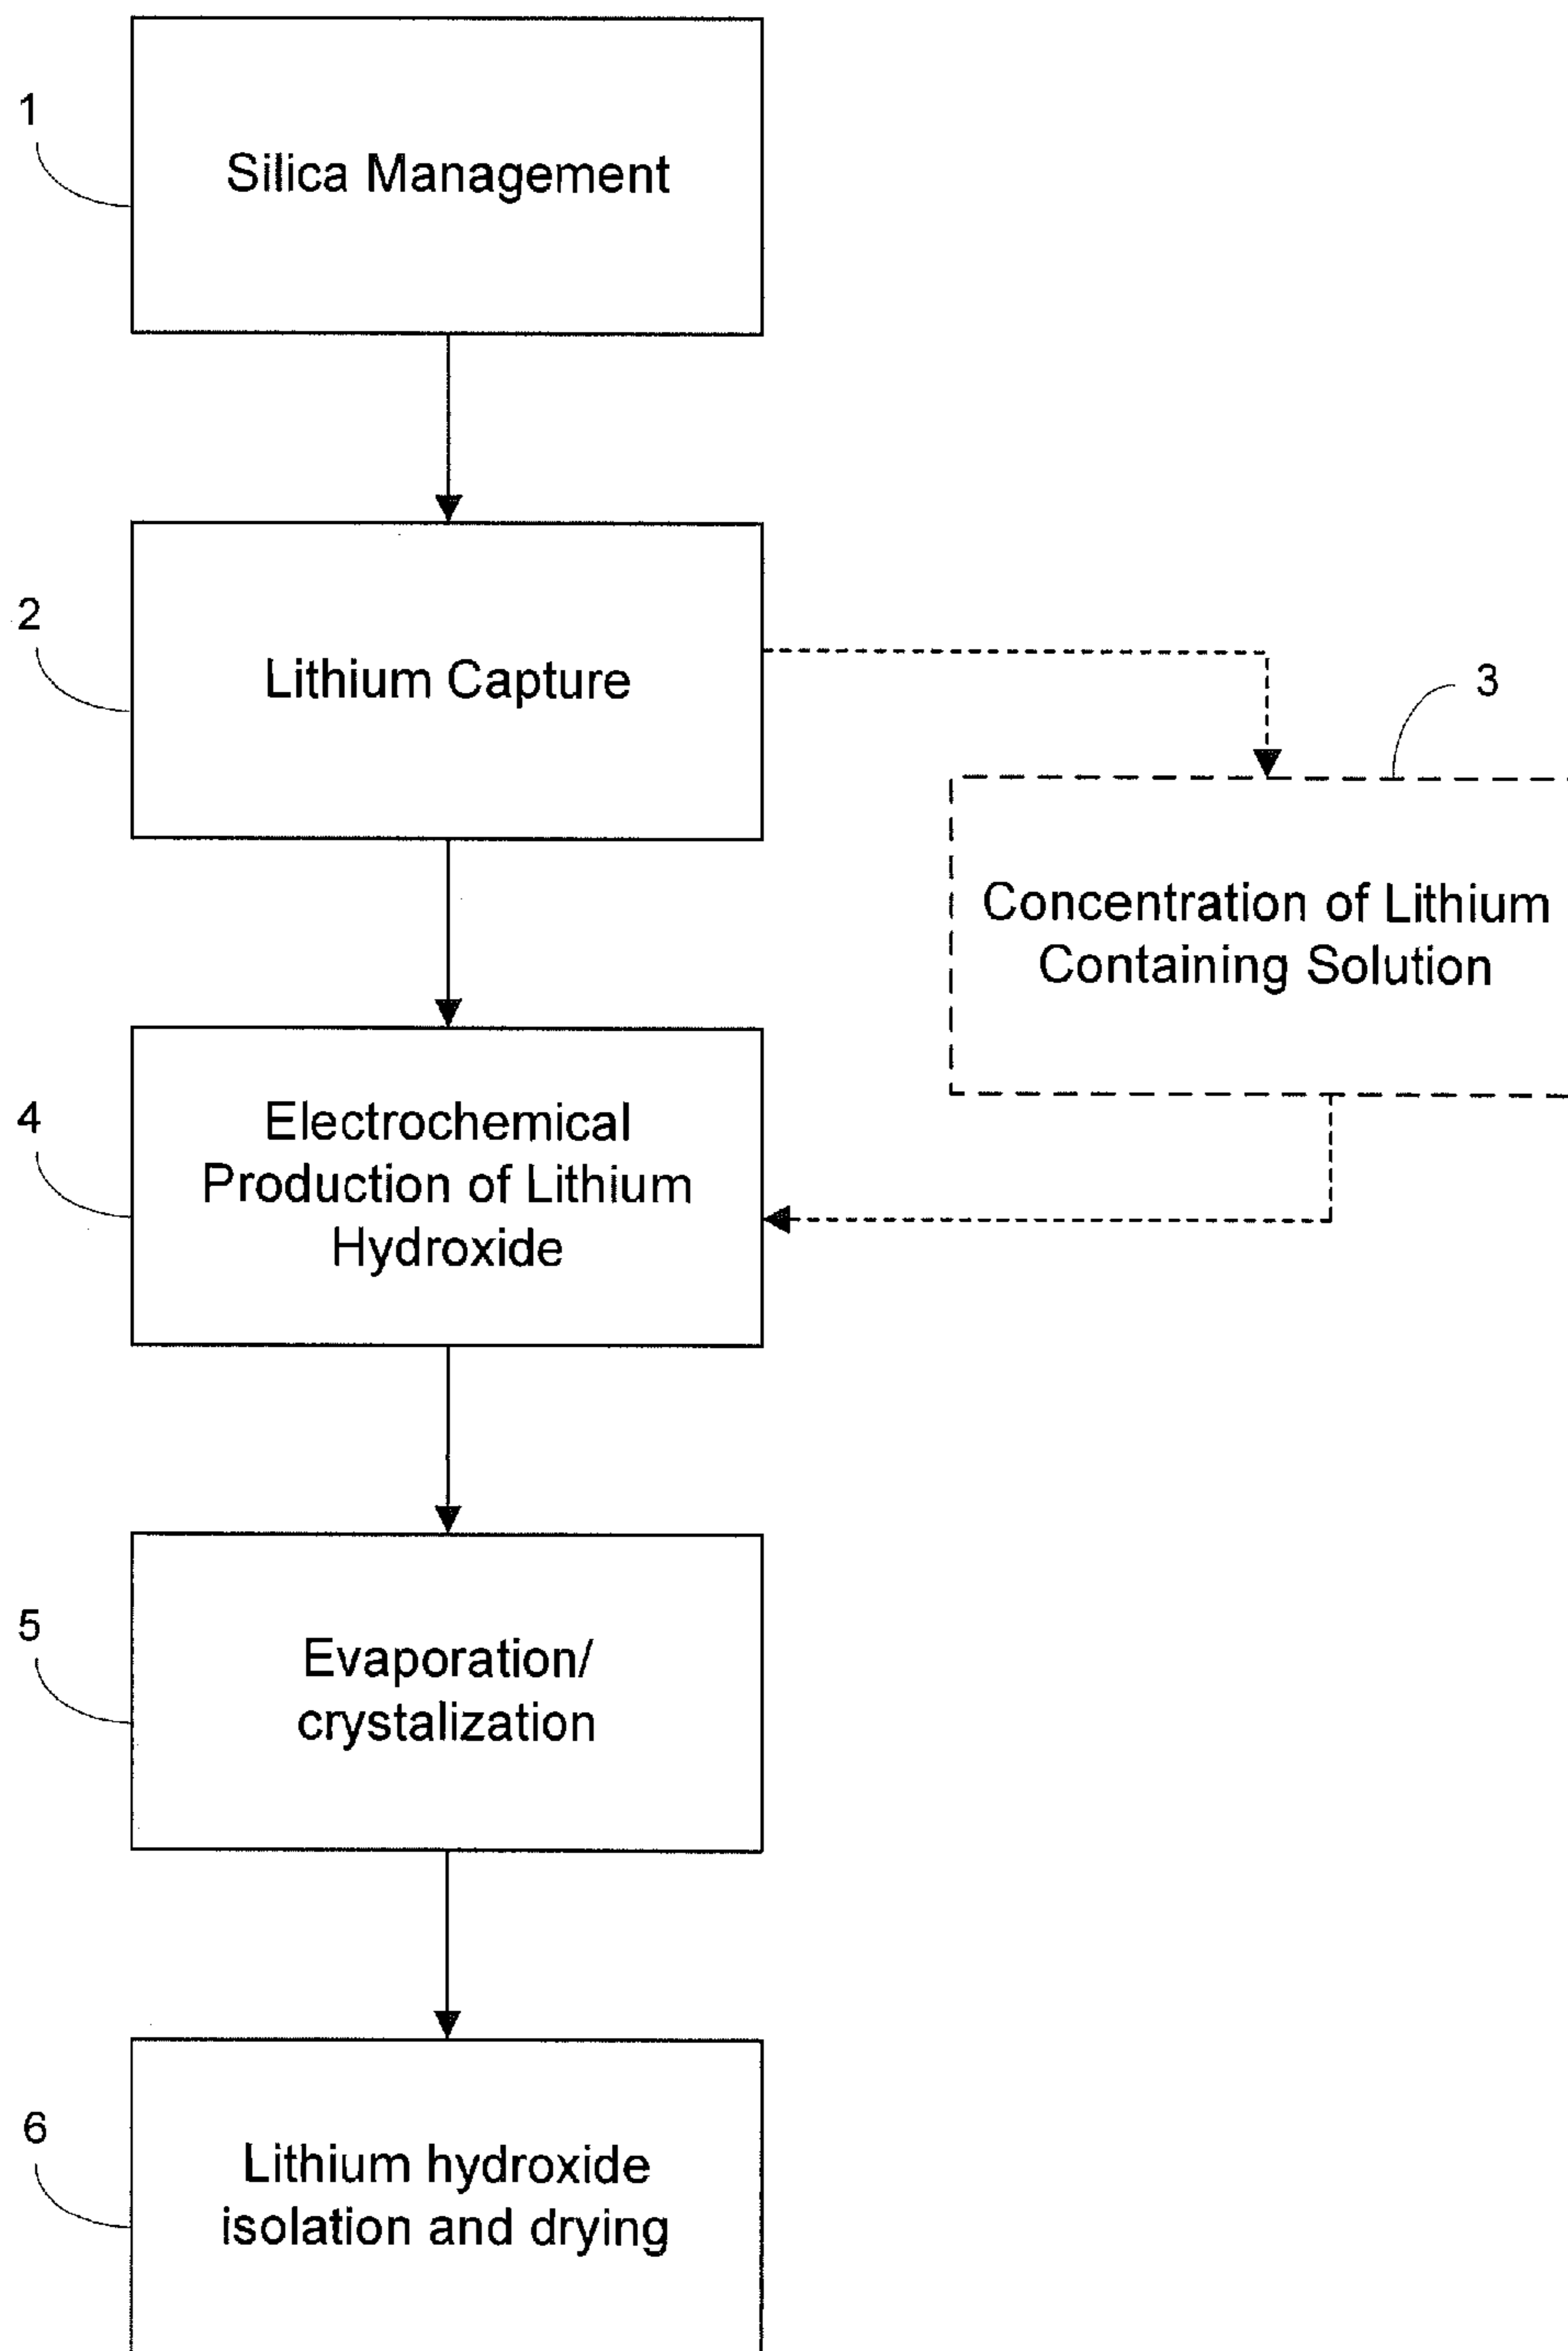 1
Silica Management
2
Lithium Capture
3
Concentration of Lithium
Containing Solution
4
Electrochemical
Production of Lithium
Hydroxide
5
Evaporation/
crystalization
6
Lithium hydroxide
isolation and drying